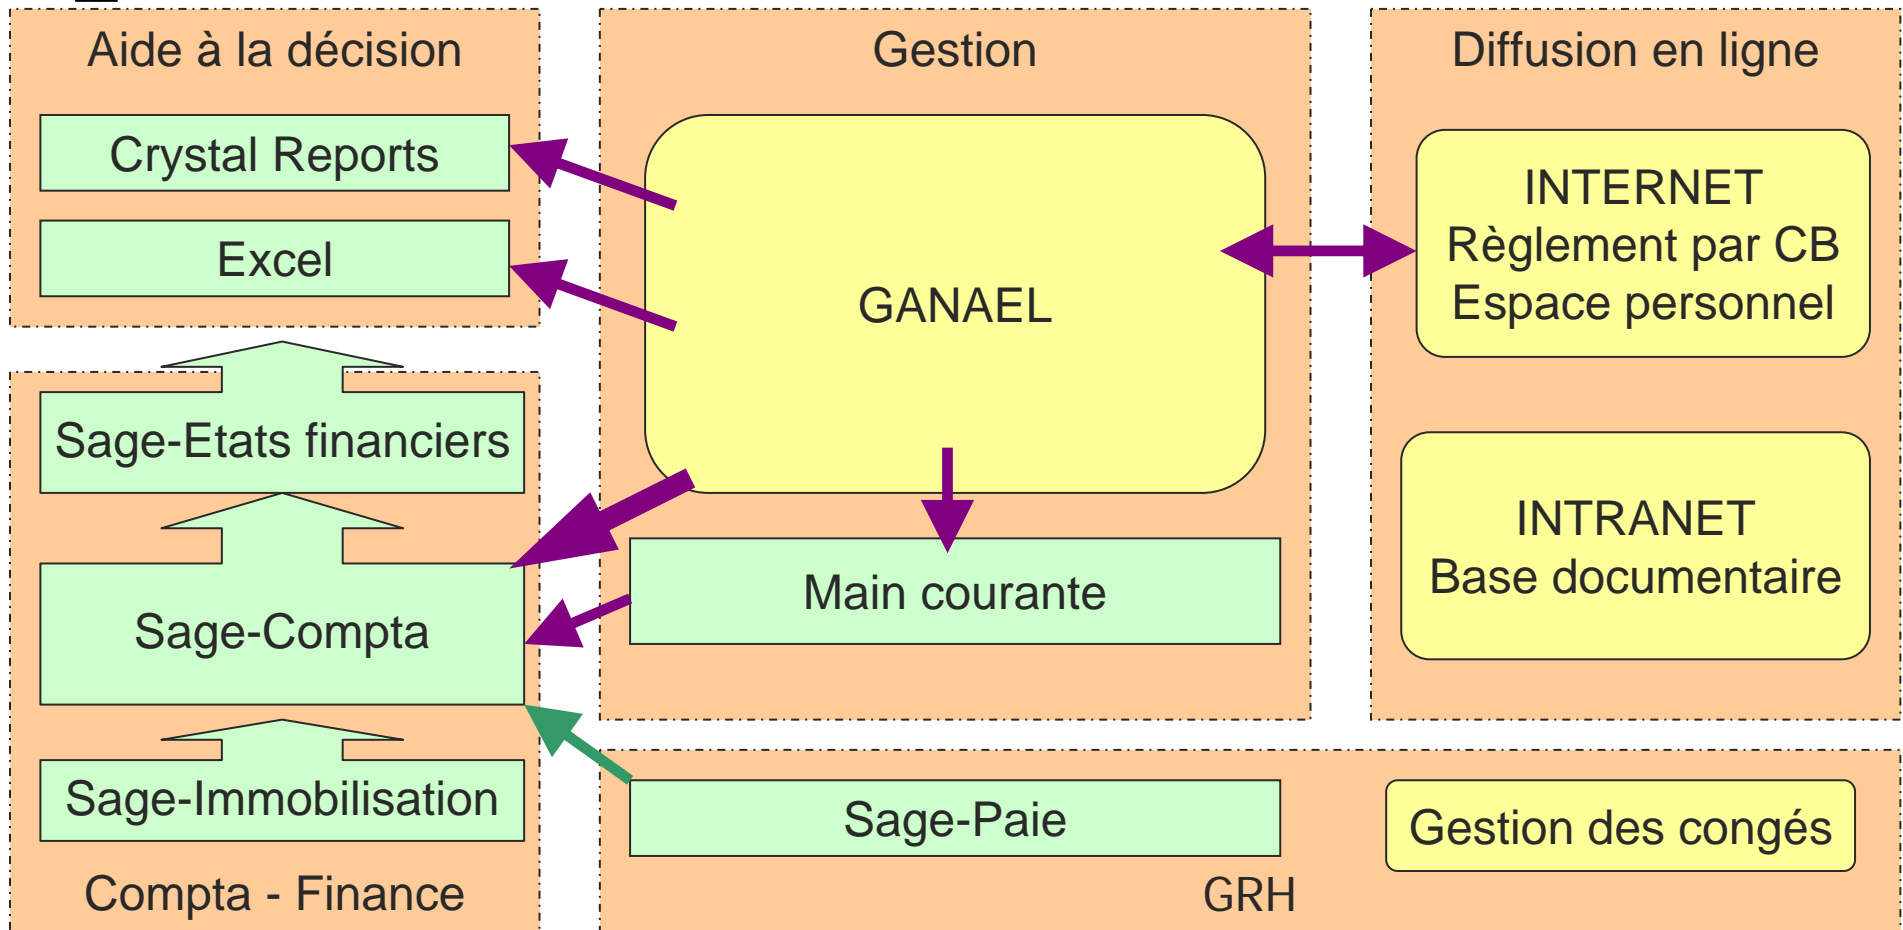 Aide à la décision
Crystal Reports
Excel
Sage-Etats financiers
Sage-Compta
Sage-Immobilisation
Compta - Finance
Gestion
GANAEL
Main courante
Diffusion en ligne
INTERNET
Règlement par CB
Espace personnel
INTRANET
Base documentaire
Sage-Paie
Gestion des congés
GRH